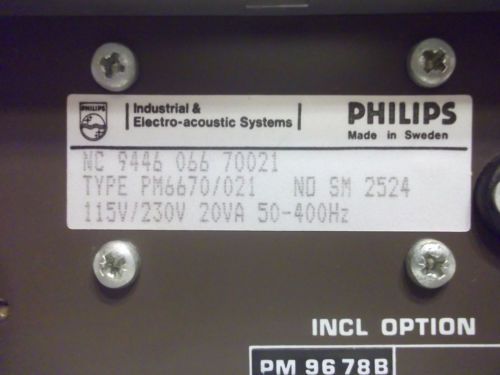 PHILIPS
Industrial &
Electro-acoustic Systems
PHILIPS
Made in Sweden
NC 9446 066 70021
TYPE PM6670/021 NO SM 2524
115V/230V 20VA 50-400Hz
INCL OPTION
PM 9678B